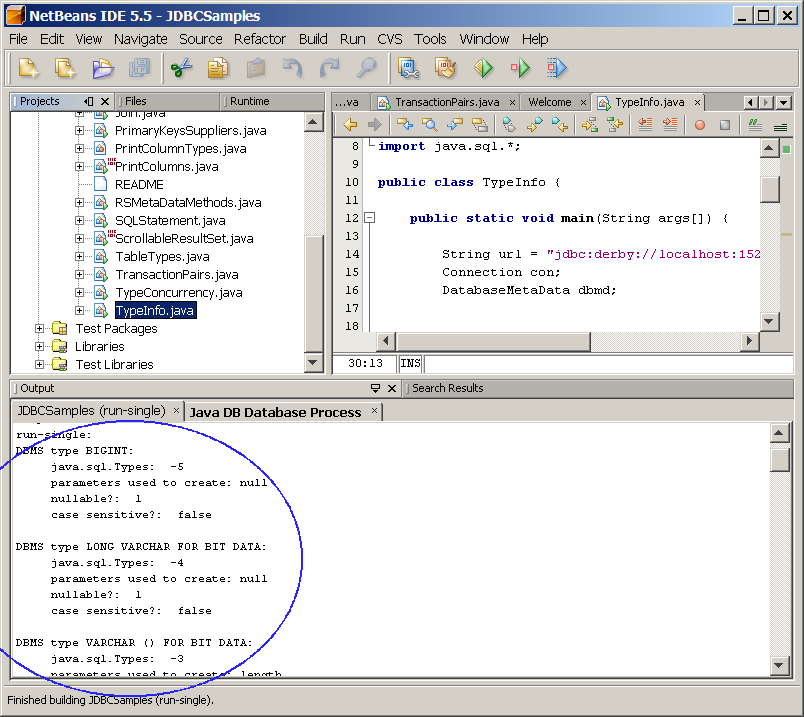 NetBeans IDE 5.5 - JDBCSamples
File Edit View Navigate Source Refactor Build Run CVS Tools Window Help
Projects Files Runtime
Join.java
PrimaryKeysSuppliers.java
PrintColumnTypes.java
PrintColumns.java
README
RSMetaDataMethods.java
SQLStatement.java
ScrollableResultSet.java
TableTypes.java
TransactionPairs.java
TypeConcurrency.java
TypeInfo.java
Test Packages
Libraries
Test Libraries
...va TransactionPairs.java × Welcome × TypeInfo.java ×
8 import java.sql.*;
9
10 public class TypeInfo {
11
12 public static void main(String args[]) {
13
14 String url = "jdbc:derby://localhost:152
15 Connection con;
16 DatabaseMetaData dbmd;
17
18
30:13 INS
Output Search Results
JDBCSamples (run-single) × Java DB Database Process ×
run-single:
DBMS type BIGINT:
java.sql.Types: -5
parameters used to create: null
nullable?: 1
case sensitive?: false
DBMS type LONG VARCHAR FOR BIT DATA:
java.sql.Types: -4
parameters used to create: null
nullable?: 1
case sensitive?: false
DBMS type VARCHAR () FOR BIT DATA:
java.sql.Types: -3
parameters used to create: length
Finished building JDBCSamples (run-single).